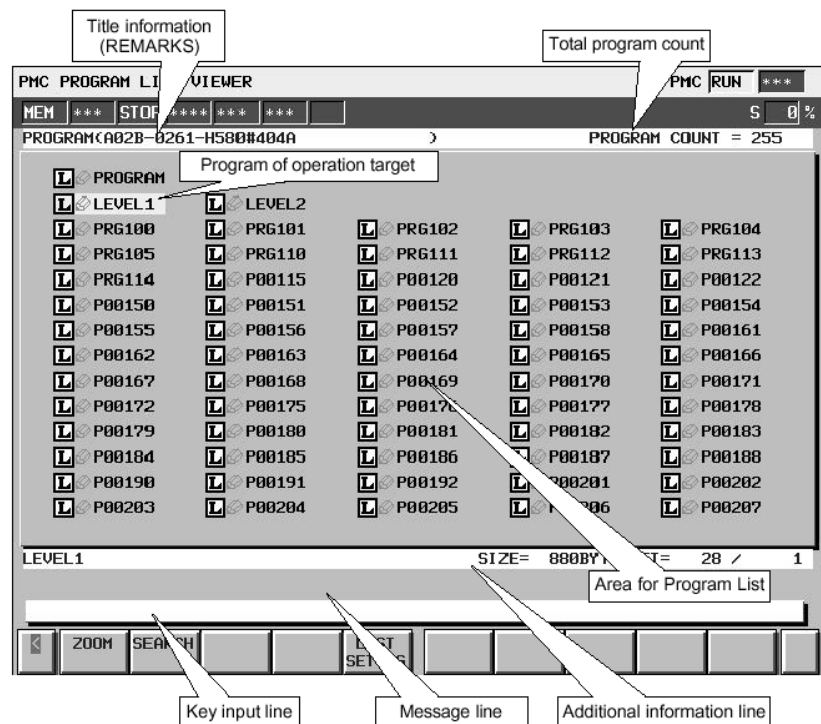 Title information
(REMARKS)
Total program count
PMC PROGRAM LI VIEWER PMC RUN ***
MEM *** STOP **** *** *** S 0 %
PROGRAM(A02B-0261-H580#404A ) PROGRAM COUNT = 255
Program of operation target
L PROGRAM
L LEVEL1 L LEVEL2
L PRG100 L PRG101 L PRG102 L PRG103 L PRG104
L PRG105 L PRG110 L PRG111 L PRG112 L PRG113
L PRG114 L P00115 L P00120 L P00121 L P00122
L P00150 L P00151 L P00152 L P00153 L P00154
L P00155 L P00156 L P00157 L P00158 L P00161
L P00162 L P00163 L P00164 L P00165 L P00166
L P00167 L P00168 L P00169 L P00170 L P00171
L P00172 L P00175 L P00176 L P00177 L P00178
L P00179 L P00180 L P00181 L P00182 L P00183
L P00184 L P00185 L P00186 L P00187 L P00188
L P00190 L P00191 L P00192 L P00201 L P00202
L P00203 L P00204 L P00205 L P00206 L P00207
LEVEL1 SIZE= 880BYT = 28 / 1
Area for Program List
< ZOOM SEARCH
Key input line
Message line
Additional information line